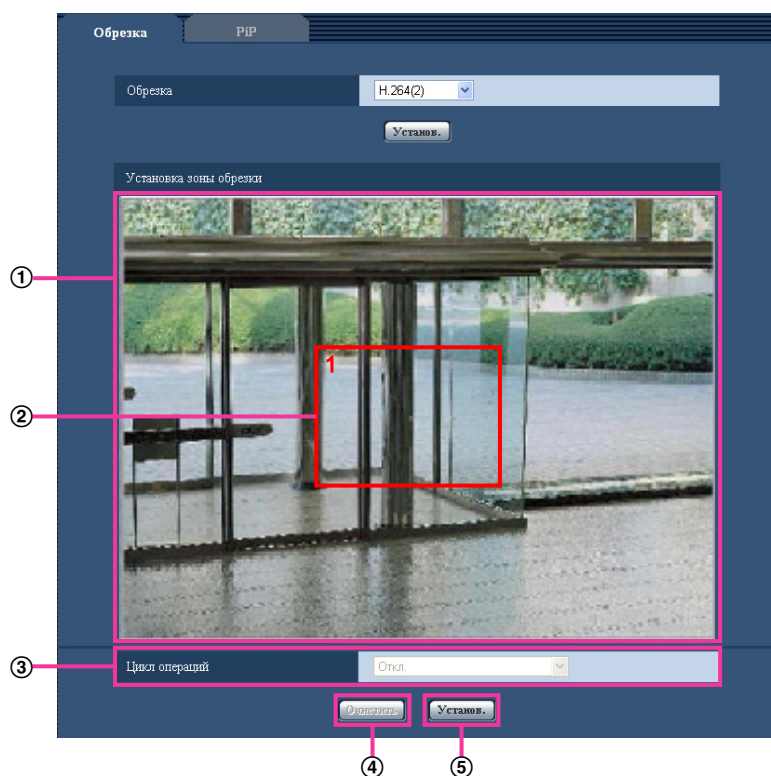 Обрезка
PiP
Обрезка
H.264(2)
Установ.
Установка зоны обрезки
①
1
②
③
Цикл операций
Откл.
Очистить
Установ.
④
⑤